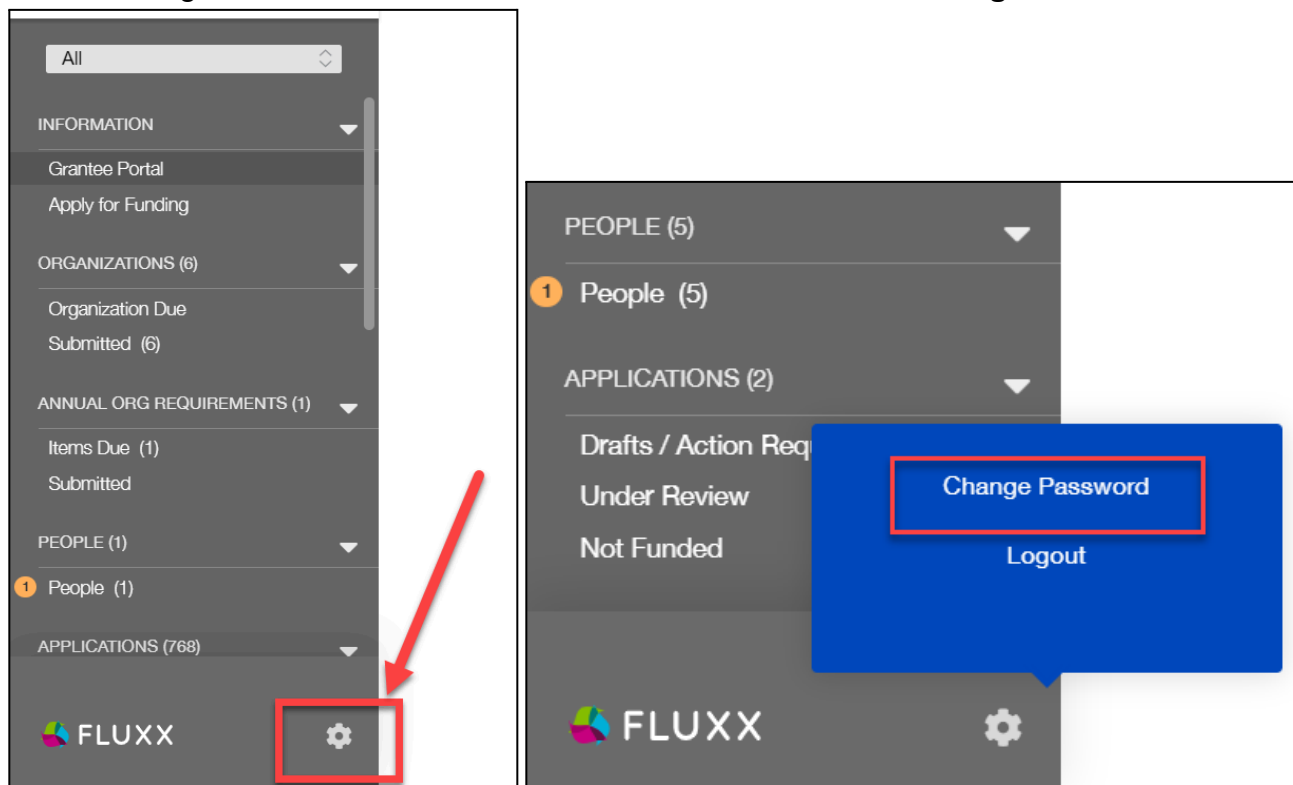 All
INFORMATION
Grantee Portal
Apply for Funding
ORGANIZATIONS (6)
Organization Due
Submitted (6)
ANNUAL ORG REQUIREMENTS (1)
Items Due (1)
Submitted
PEOPLE (1)
1 People (1)
APPLICATIONS (768)
FLUXX
PEOPLE (5)
1 People (5)
APPLICATIONS (2)
Drafts / Action Req
Under Review
Not Funded
Change Password
Logout
FLUXX